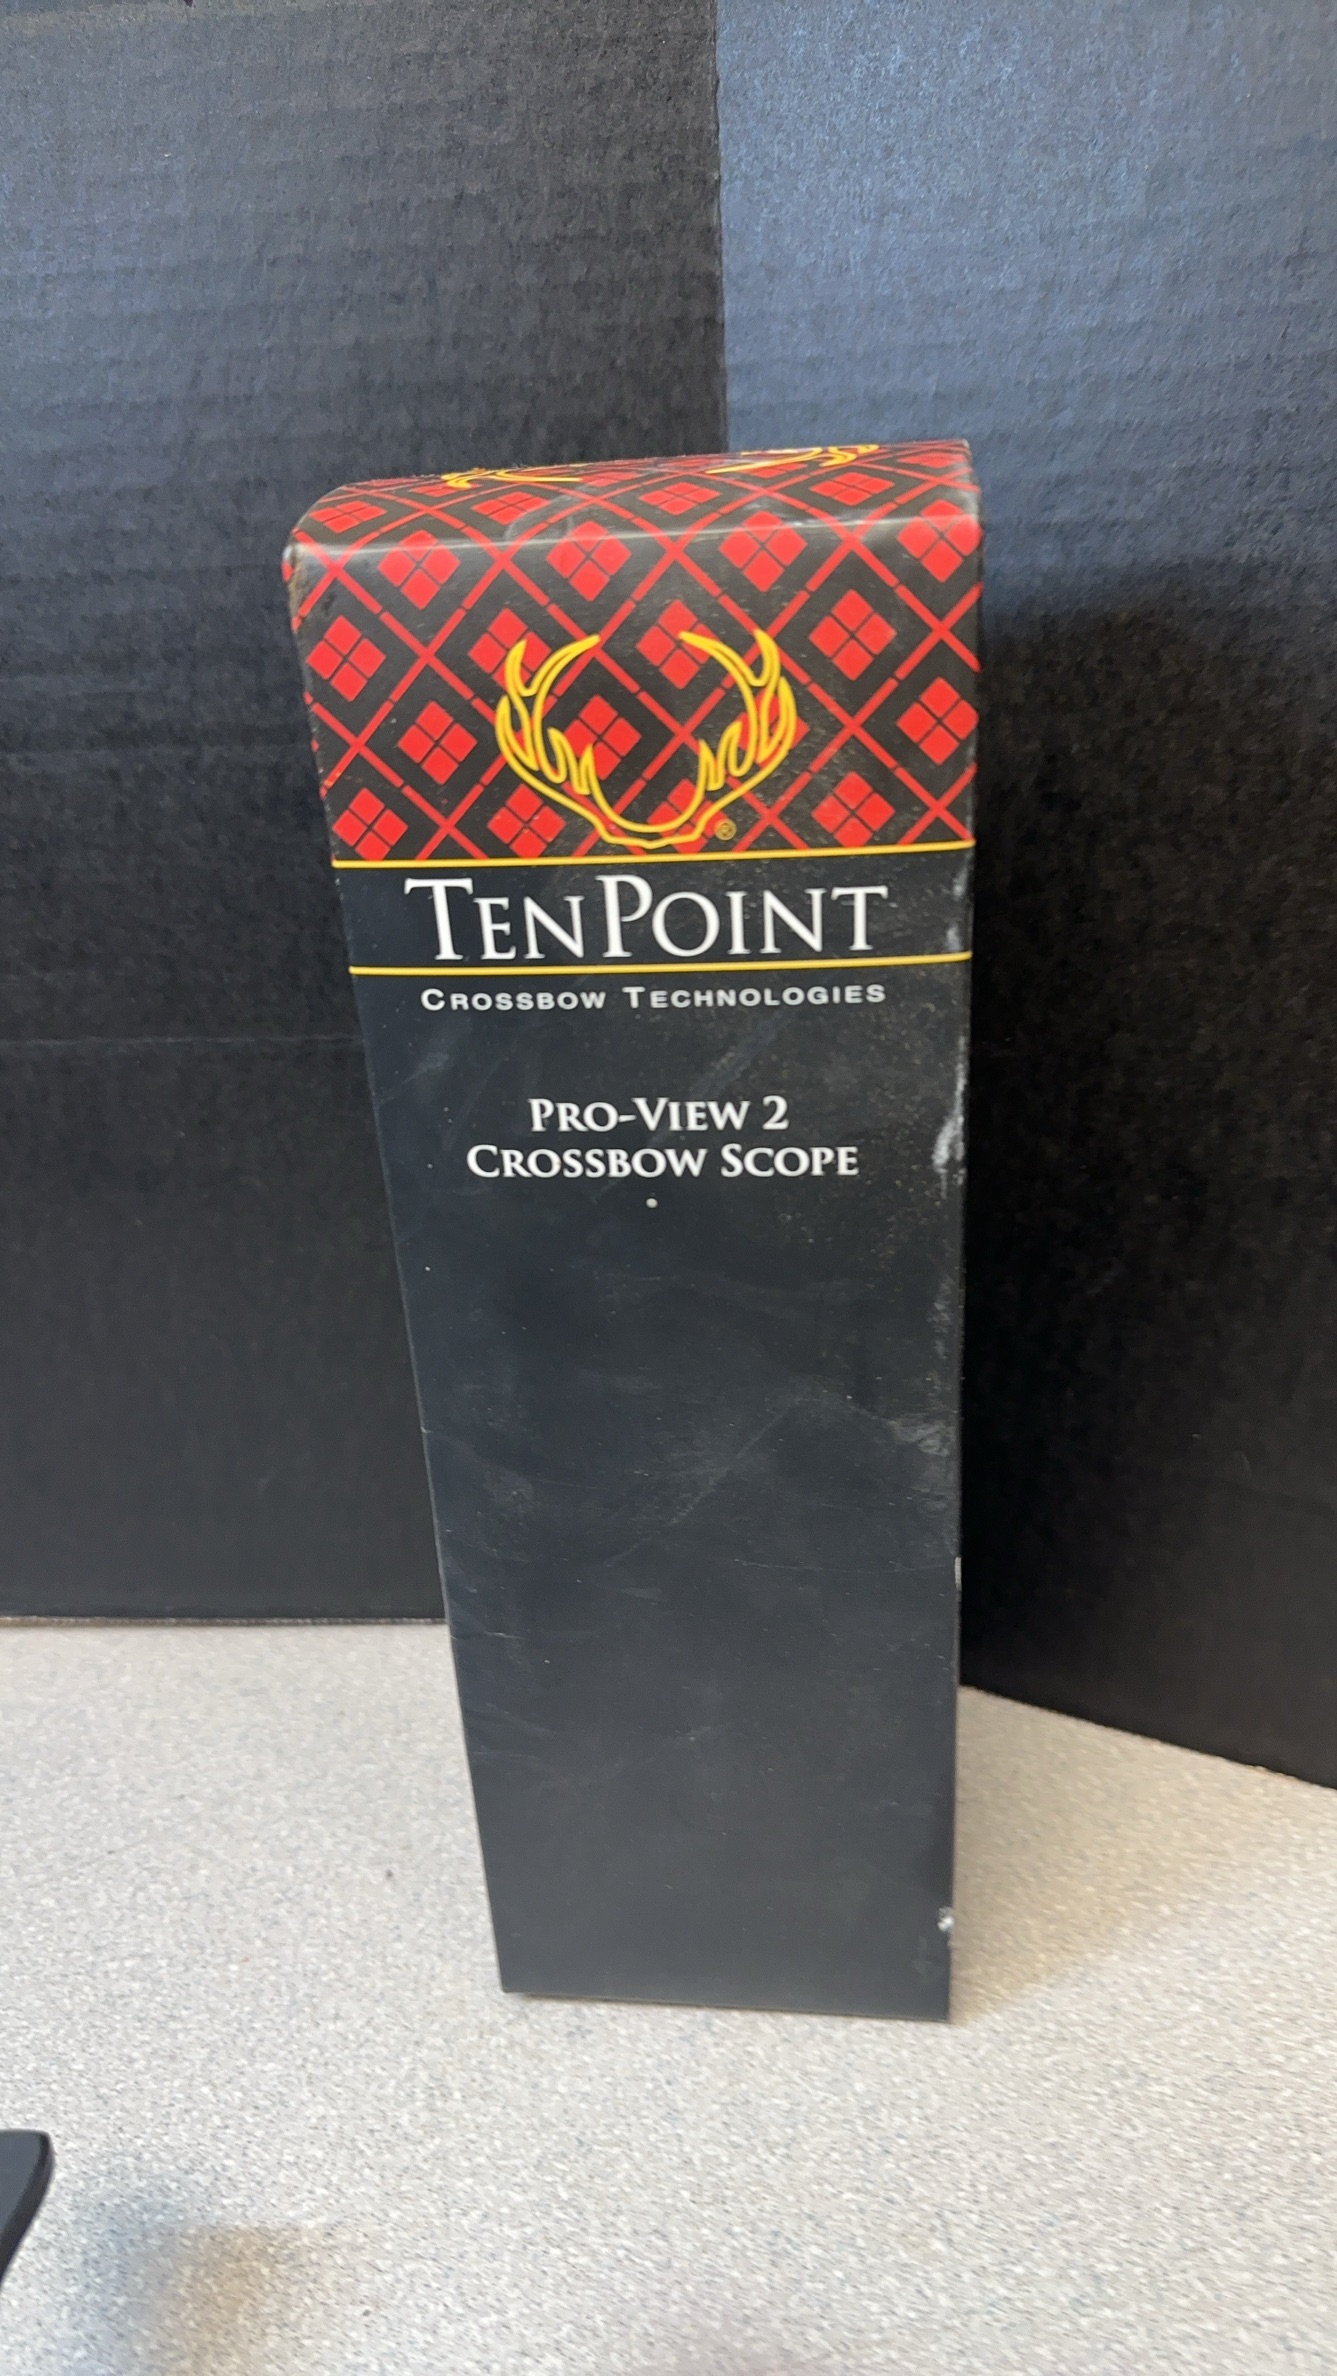 ®
TENPOINT
CROSSBOW TECHNOLOGIES
PRO-VIEW 2
CROSSBOW SCOPE